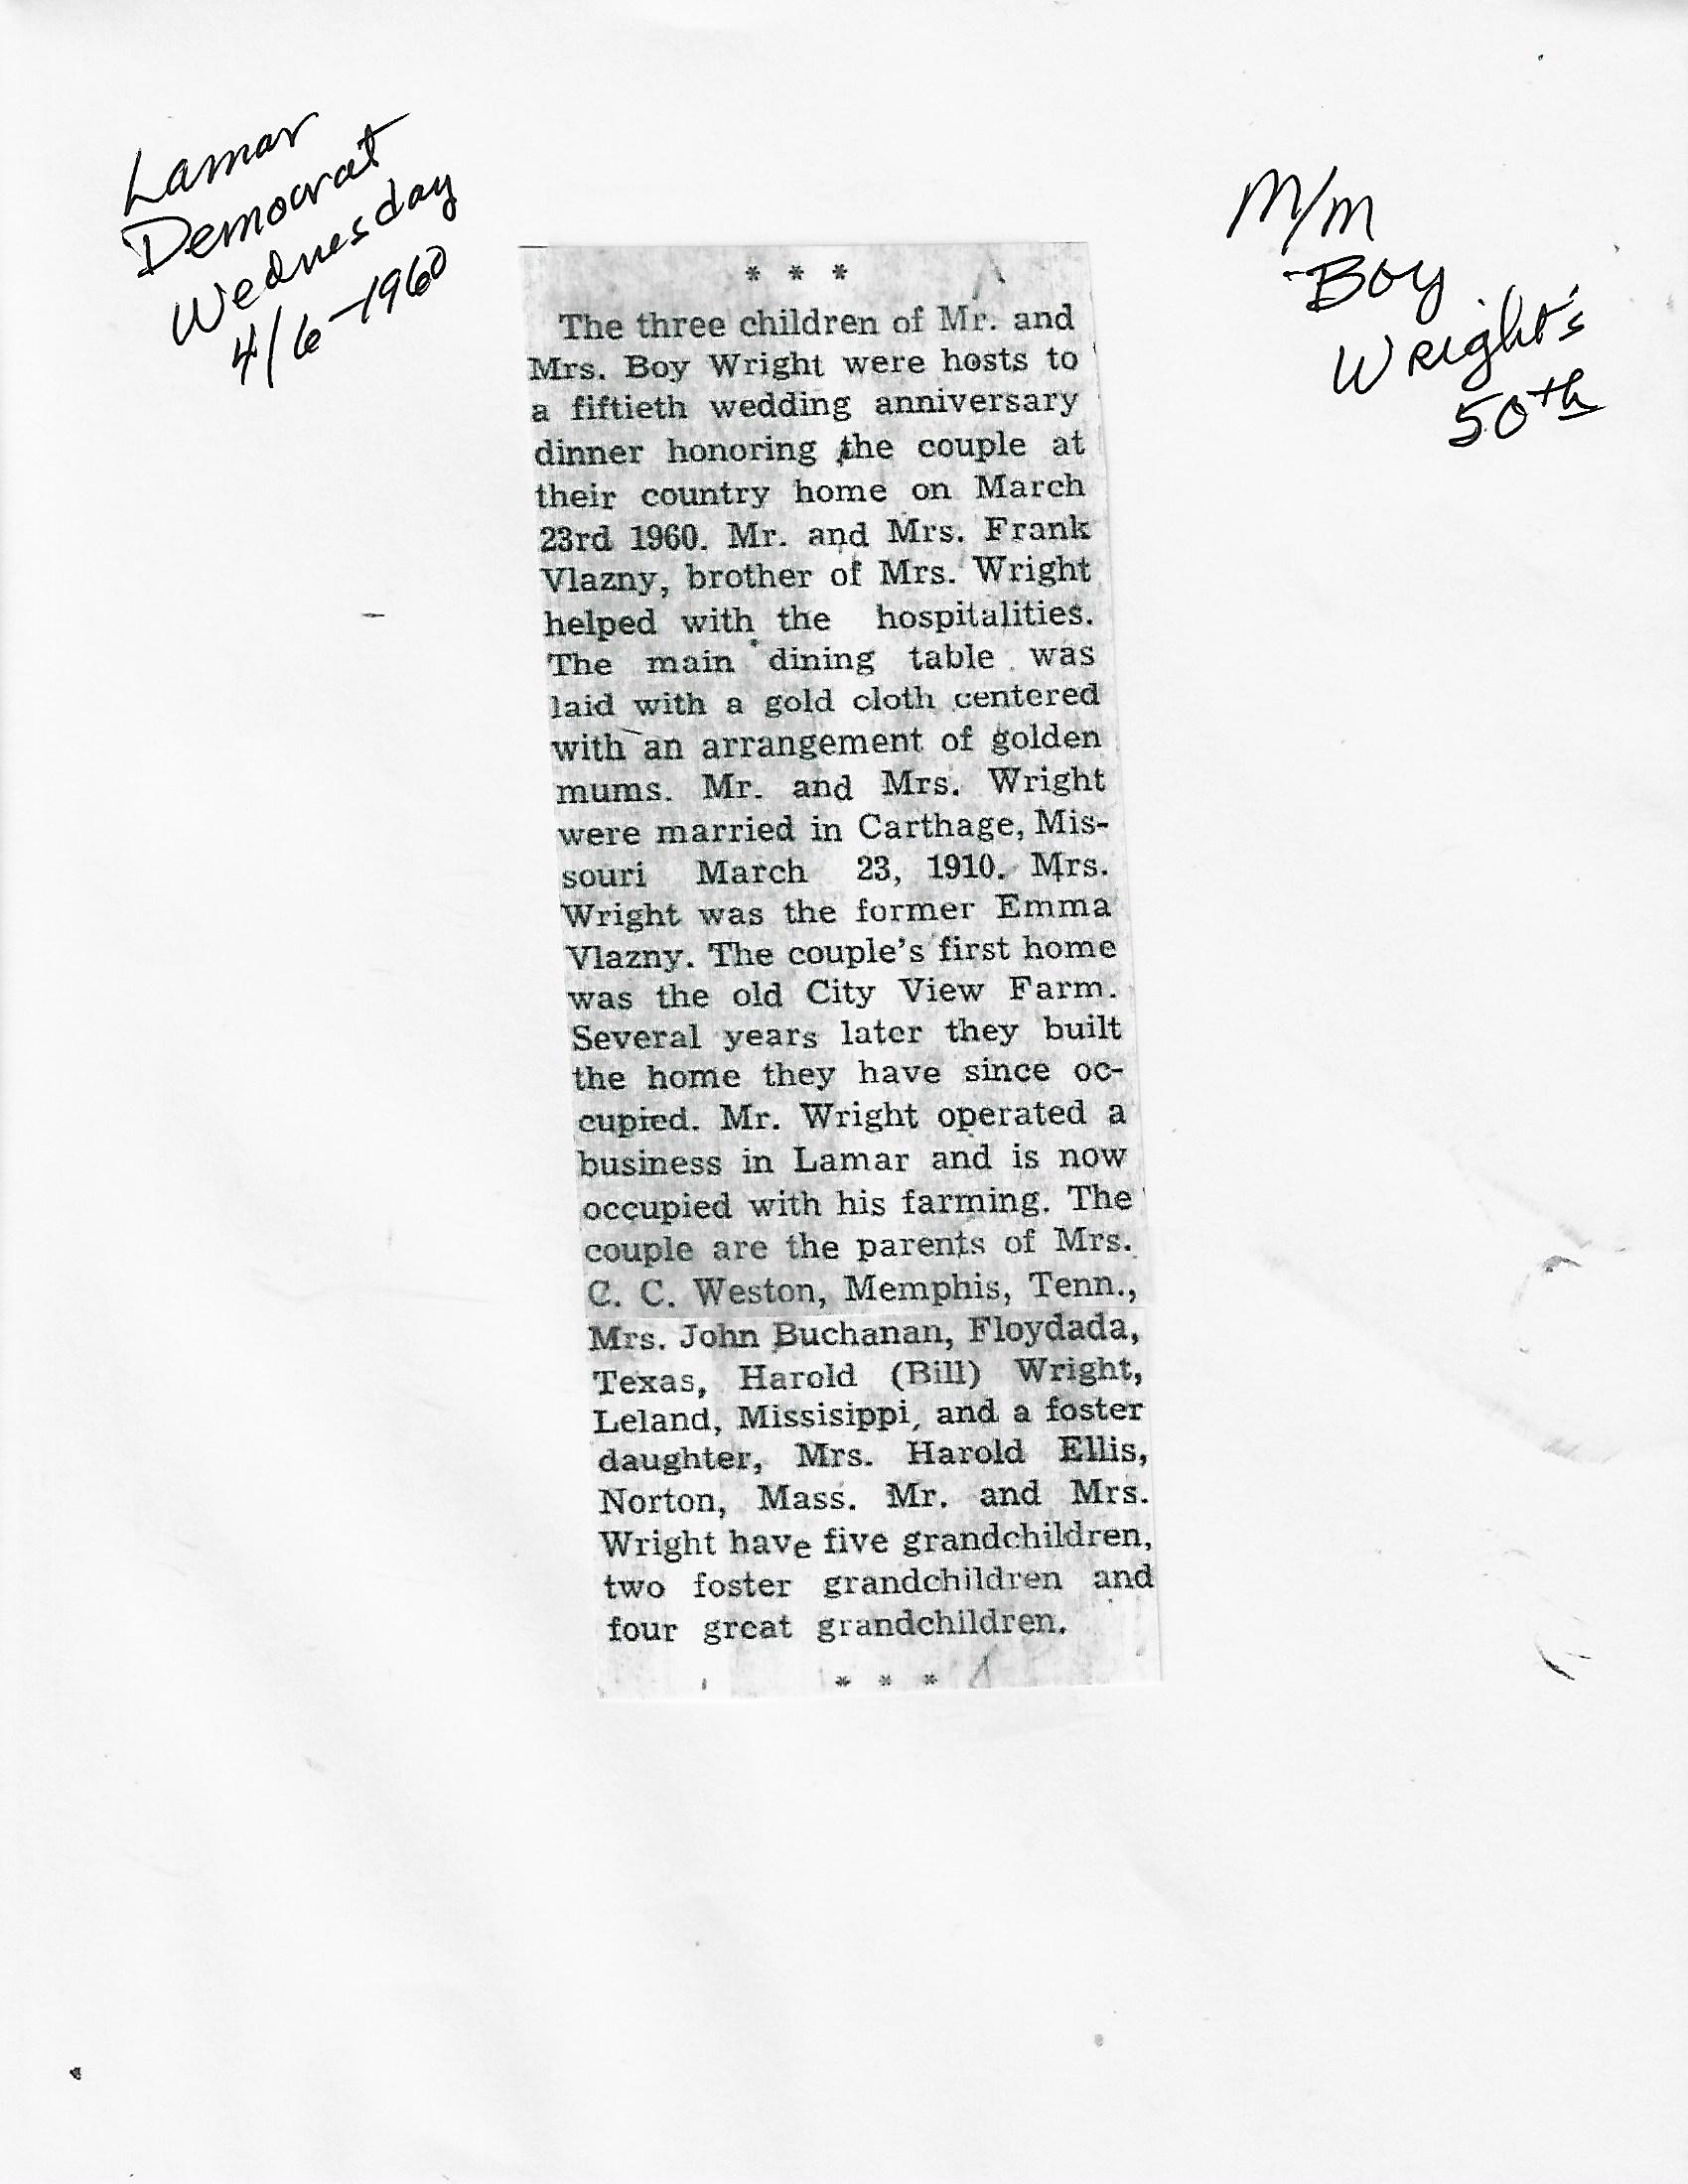 Lamar
Democrat
Wednesday
4/6-1960
M/M
Boy
Wright's
50th
* * *
The three children of Mr. and
Mrs. Boy Wright were hosts to
a fiftieth wedding anniversary
dinner honoring the couple at
their country home on March
23rd 1960. Mr. and Mrs. Frank
Vlazny, brother of Mrs. Wright
helped with the hospitalities.
The main dining table was
laid with a gold cloth centered
with an arrangement of golden
mums. Mr. and Mrs. Wright
were married in Carthage, Mis-
souri March 23, 1910. Mrs.
Wright was the former Emma
Vlazny. The couple's first home
was the old City View Farm.
Several years later they built
the home they have since oc-
cupied. Mr. Wright operated a
business in Lamar and is now
occupied with his farming. The
couple are the parents of Mrs.
C. C. Weston, Memphis, Tenn.,
Mrs. John Buchanan, Floydada,
Texas, Harold (Bill) Wright,
Leland, Missisippi, and a foster
daughter, Mrs. Harold Ellis,
Norton, Mass. Mr. and Mrs.
Wright have five grandchildren,
two foster grandchildren and
four great grandchildren.
* * *